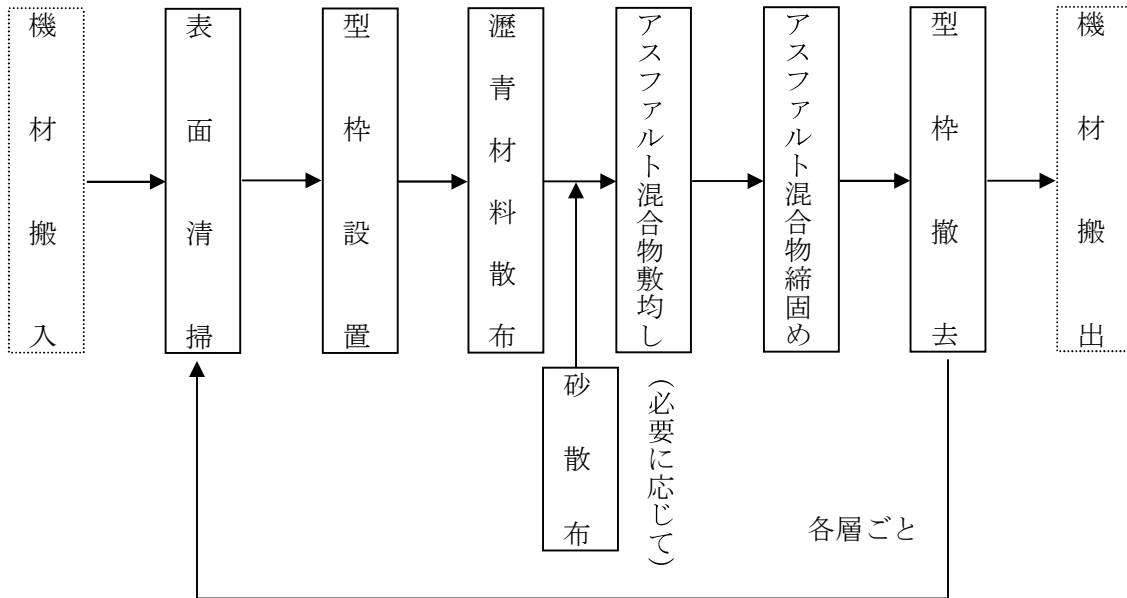 機材搬入
表面清掃
型枠設置
瀝青材料散布
アスファルト混合物敷均し
アスファルト混合物締固め
型枠撤去
機材搬出
砂散布
(必要に応じて)
各層ごと